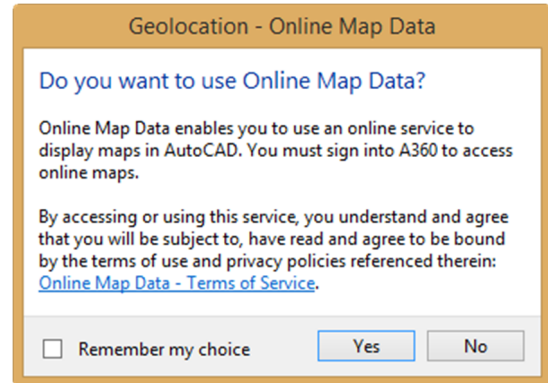 Geolocation - Online Map Data
Do you want to use Online Map Data?
Online Map Data enables you to use an online service to
display maps in AutoCAD. You must sign into A360 to access
online maps.
By accessing or using this service, you understand and agree
that you will be subject to, have read and agree to be bound
by the terms of use and privacy policies referenced therein:
Online Map Data - Terms of Service.
Remember my choice
Yes
No